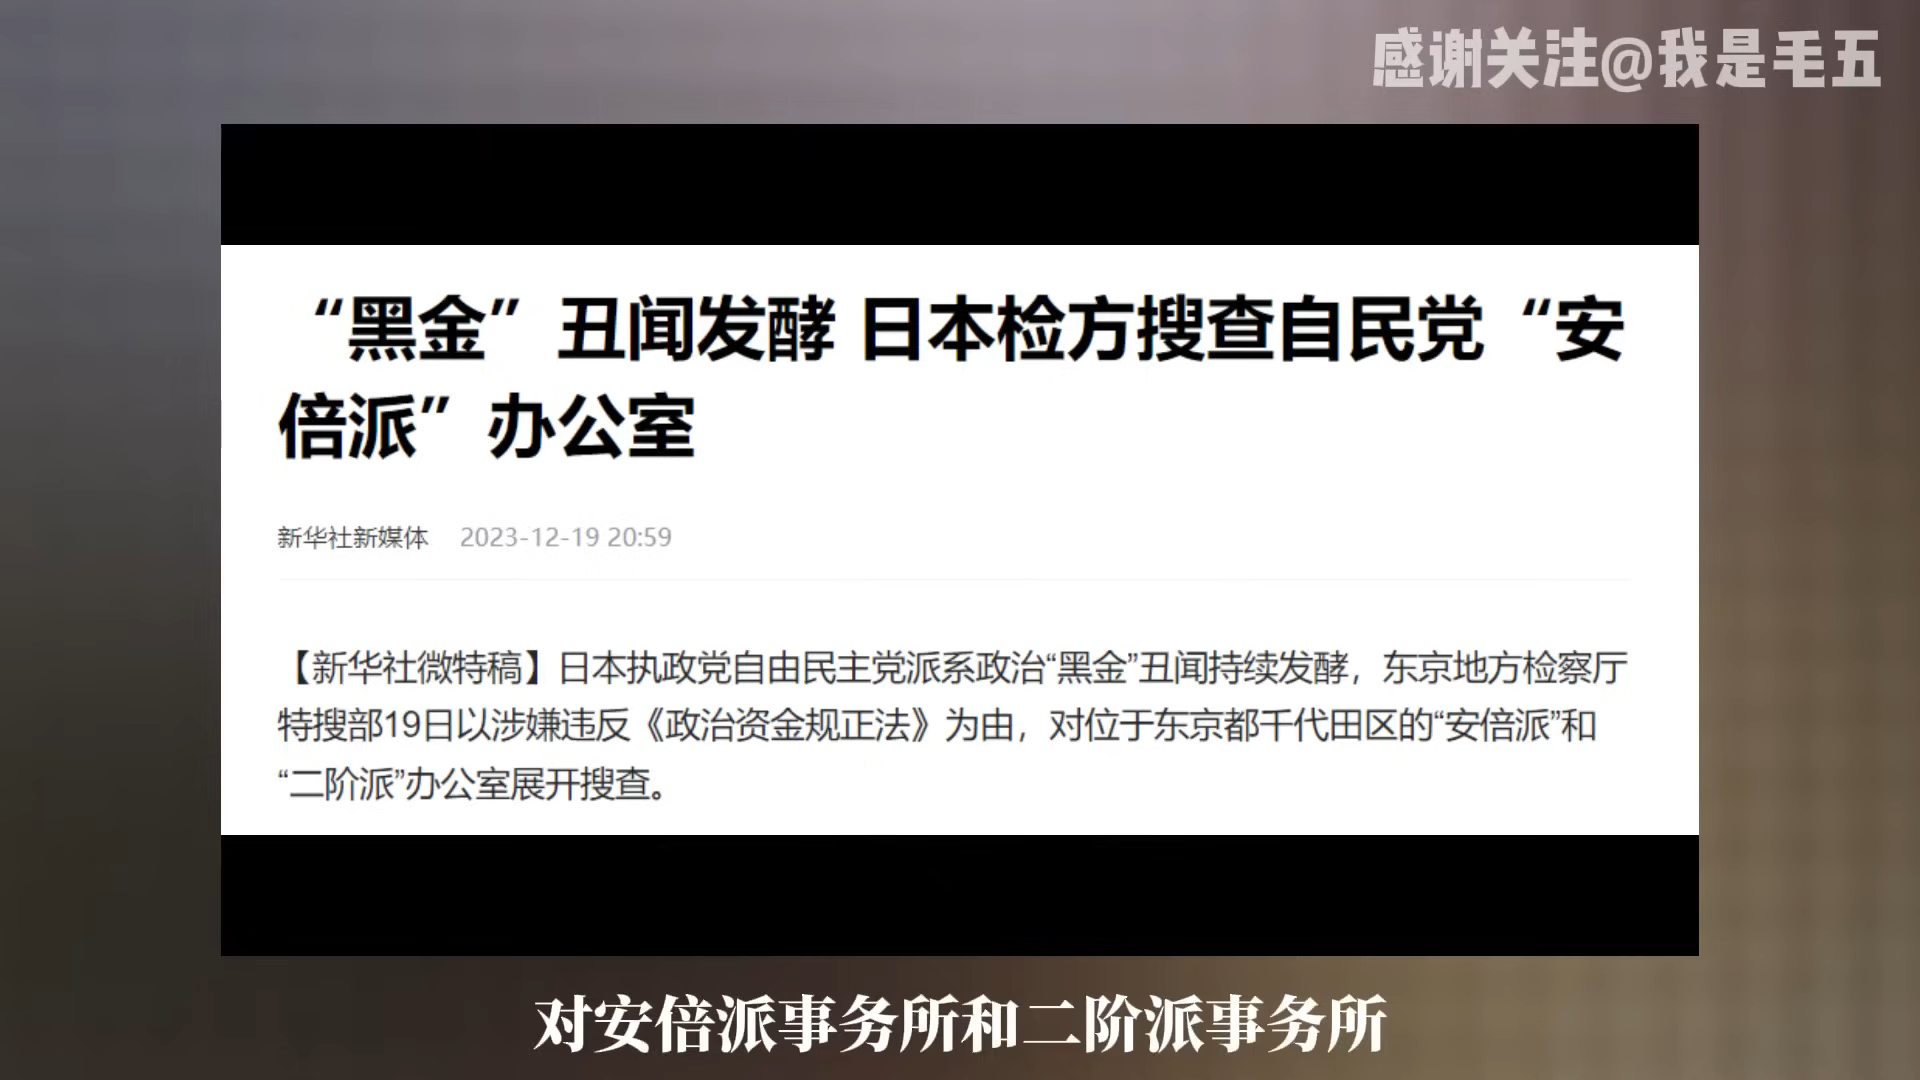 感谢关注@我是毛五
“黑金”丑闻发酵 日本检方搜查自民党“安
倍派”办公室
新华社新媒体 2023-12-19 20:59
【新华社微特稿】日本执政党自由民主党派系政治“黑金”丑闻持续发酵，东京地方检察厅
特搜部19日以涉嫌违反《政治资金规正法》为由，对位于东京都千代田区的“安倍派”和
“二阶派”办公室展开搜查。
对安倍派事务所和二阶派事务所